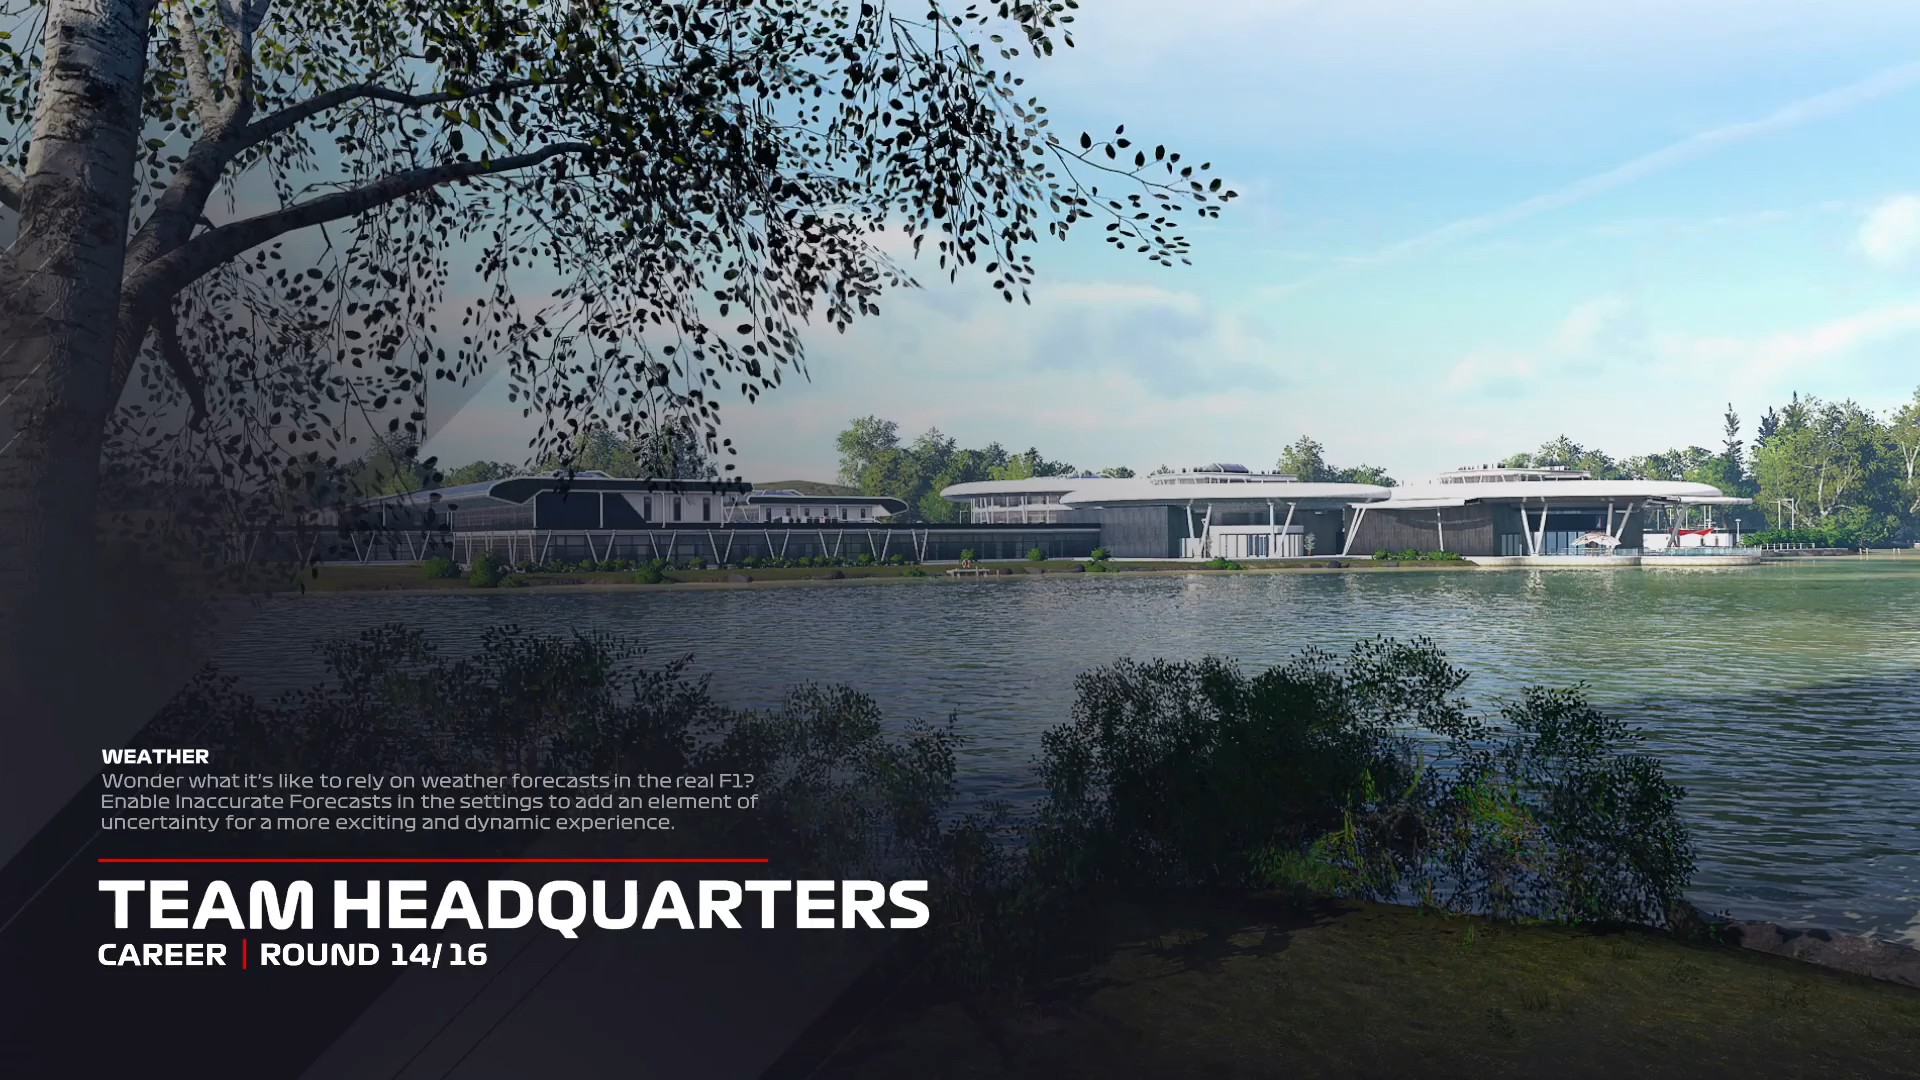 WEATHER
Wonder what it's like to rely on weather forecasts in the real F1?
Enable Inaccurate Forecasts in the settings to add an element of
uncertainty for a more exciting and dynamic experience.
TEAM HEADQUARTERS
CAREER | ROUND 14/16